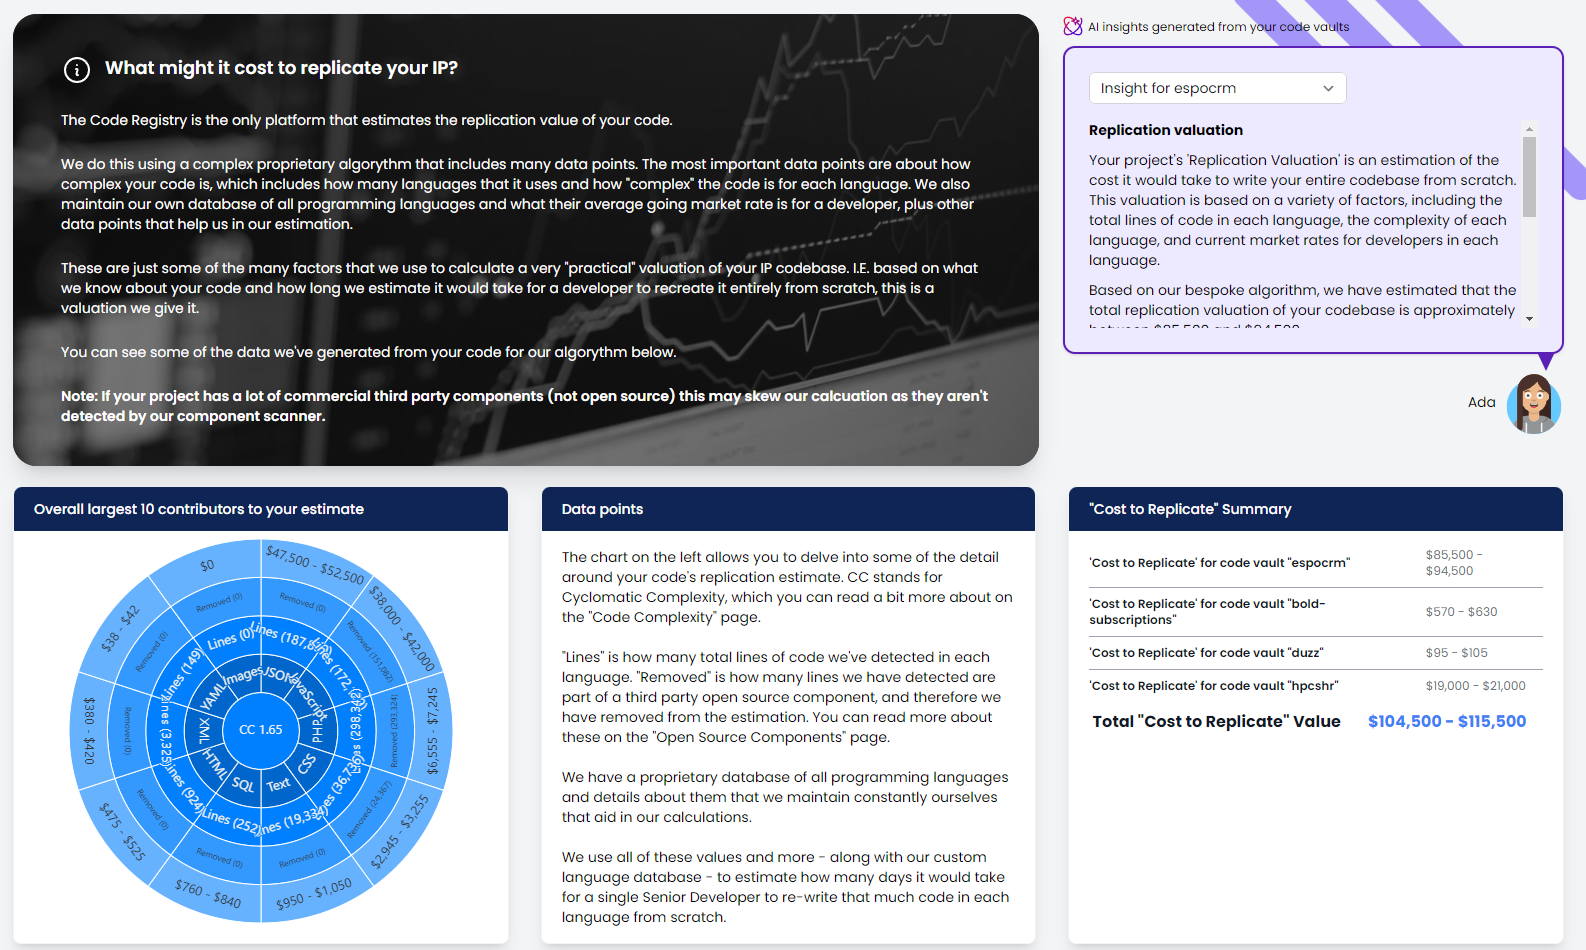 What might it cost to replicate your IP?
The Code Registry is the only platform that estimates the replication value of your code.
We do this using a complex proprietary algorythm that includes many data points. The most important data points are about how
complex your code is, which includes how many languages that it uses and how "complex" the code is for each language. We also
maintain our own database of all programming languages and what their average going market rate is for a developer, plus other
data points that help us in our estimation.
These are just some of the many factors that we use to calculate a very "practical" valuation of your IP codebase. I.E. based on what
we know about your code and how long we estimate it would take for a developer to recreate it entirely from scratch, this is a
valuation we give it.
You can see some of the data we've generated from your code for our algorythm below.
Note: If your project has a lot of commercial third party components (not open source) this may skew our calcuation as they aren't
detected by our component scanner.
AI insights generated from your code vaults
Insight for espocrm
Replication valuation
Your project's 'Replication Valuation' is an estimation of the
cost it would take to write your entire codebase from scratch.
This valuation is based on a variety of factors, including the
total lines of code in each language, the complexity of each
language, and current market rates for developers in each
language.
Based on our bespoke algorithm, we have estimated that the
total replication valuation of your codebase is approximately
between $85,500 and $94,500
Ada
Overall largest 10 contributors to your estimate
CC 1.65
JSON
Removed (0)
$47,500 - $52,500
JavaScript
Removed (151,082)
$38,000 - $42,000
PHP
Removed (293,324)
$6,555 - $7,245
CSS
Removed (24,367)
$2,945 - $3,255
Text
Removed (0)
$950 - $1,050
SQL
Lines (252)
Removed (0)
$760 - $840
HTML
Lines (924)
Removed (0)
$475 - $525
XML
Lines (3,325)
Removed (0)
$380 - $420
YAML
Lines (149)
Removed (0)
$38 - $42
Images
Lines (0)
Removed (0)
$0
Data points
The chart on the left allows you to delve into some of the detail
around your code's replication estimate. CC stands for
Cyclomatic Complexity, which you can read a bit more about on
the "Code Complexity" page.
"Lines" is how many total lines of code we've detected in each
language. "Removed" is how many lines we have detected are
part of a third party open source component, and therefore we
have removed from the estimation. You can read more about
these on the "Open Source Components" page.
We have a proprietary database of all programming languages
and details about them that we maintain constantly ourselves
that aid in our calculations.
We use all of these values and more - along with our custom
language database - to estimate how many days it would take
for a single Senior Developer to re-write that much code in each
language from scratch.
"Cost to Replicate" Summary
'Cost to Replicate' for code vault "espocrm"
$85,500 -
$94,500
'Cost to Replicate' for code vault "bold-
subscriptions"
$570 - $630
'Cost to Replicate' for code vault "duzz"
$95 - $105
'Cost to Replicate' for code vault "hpcshr"
$19,000 - $21,000
Total "Cost to Replicate" Value
$104,500 - $115,500